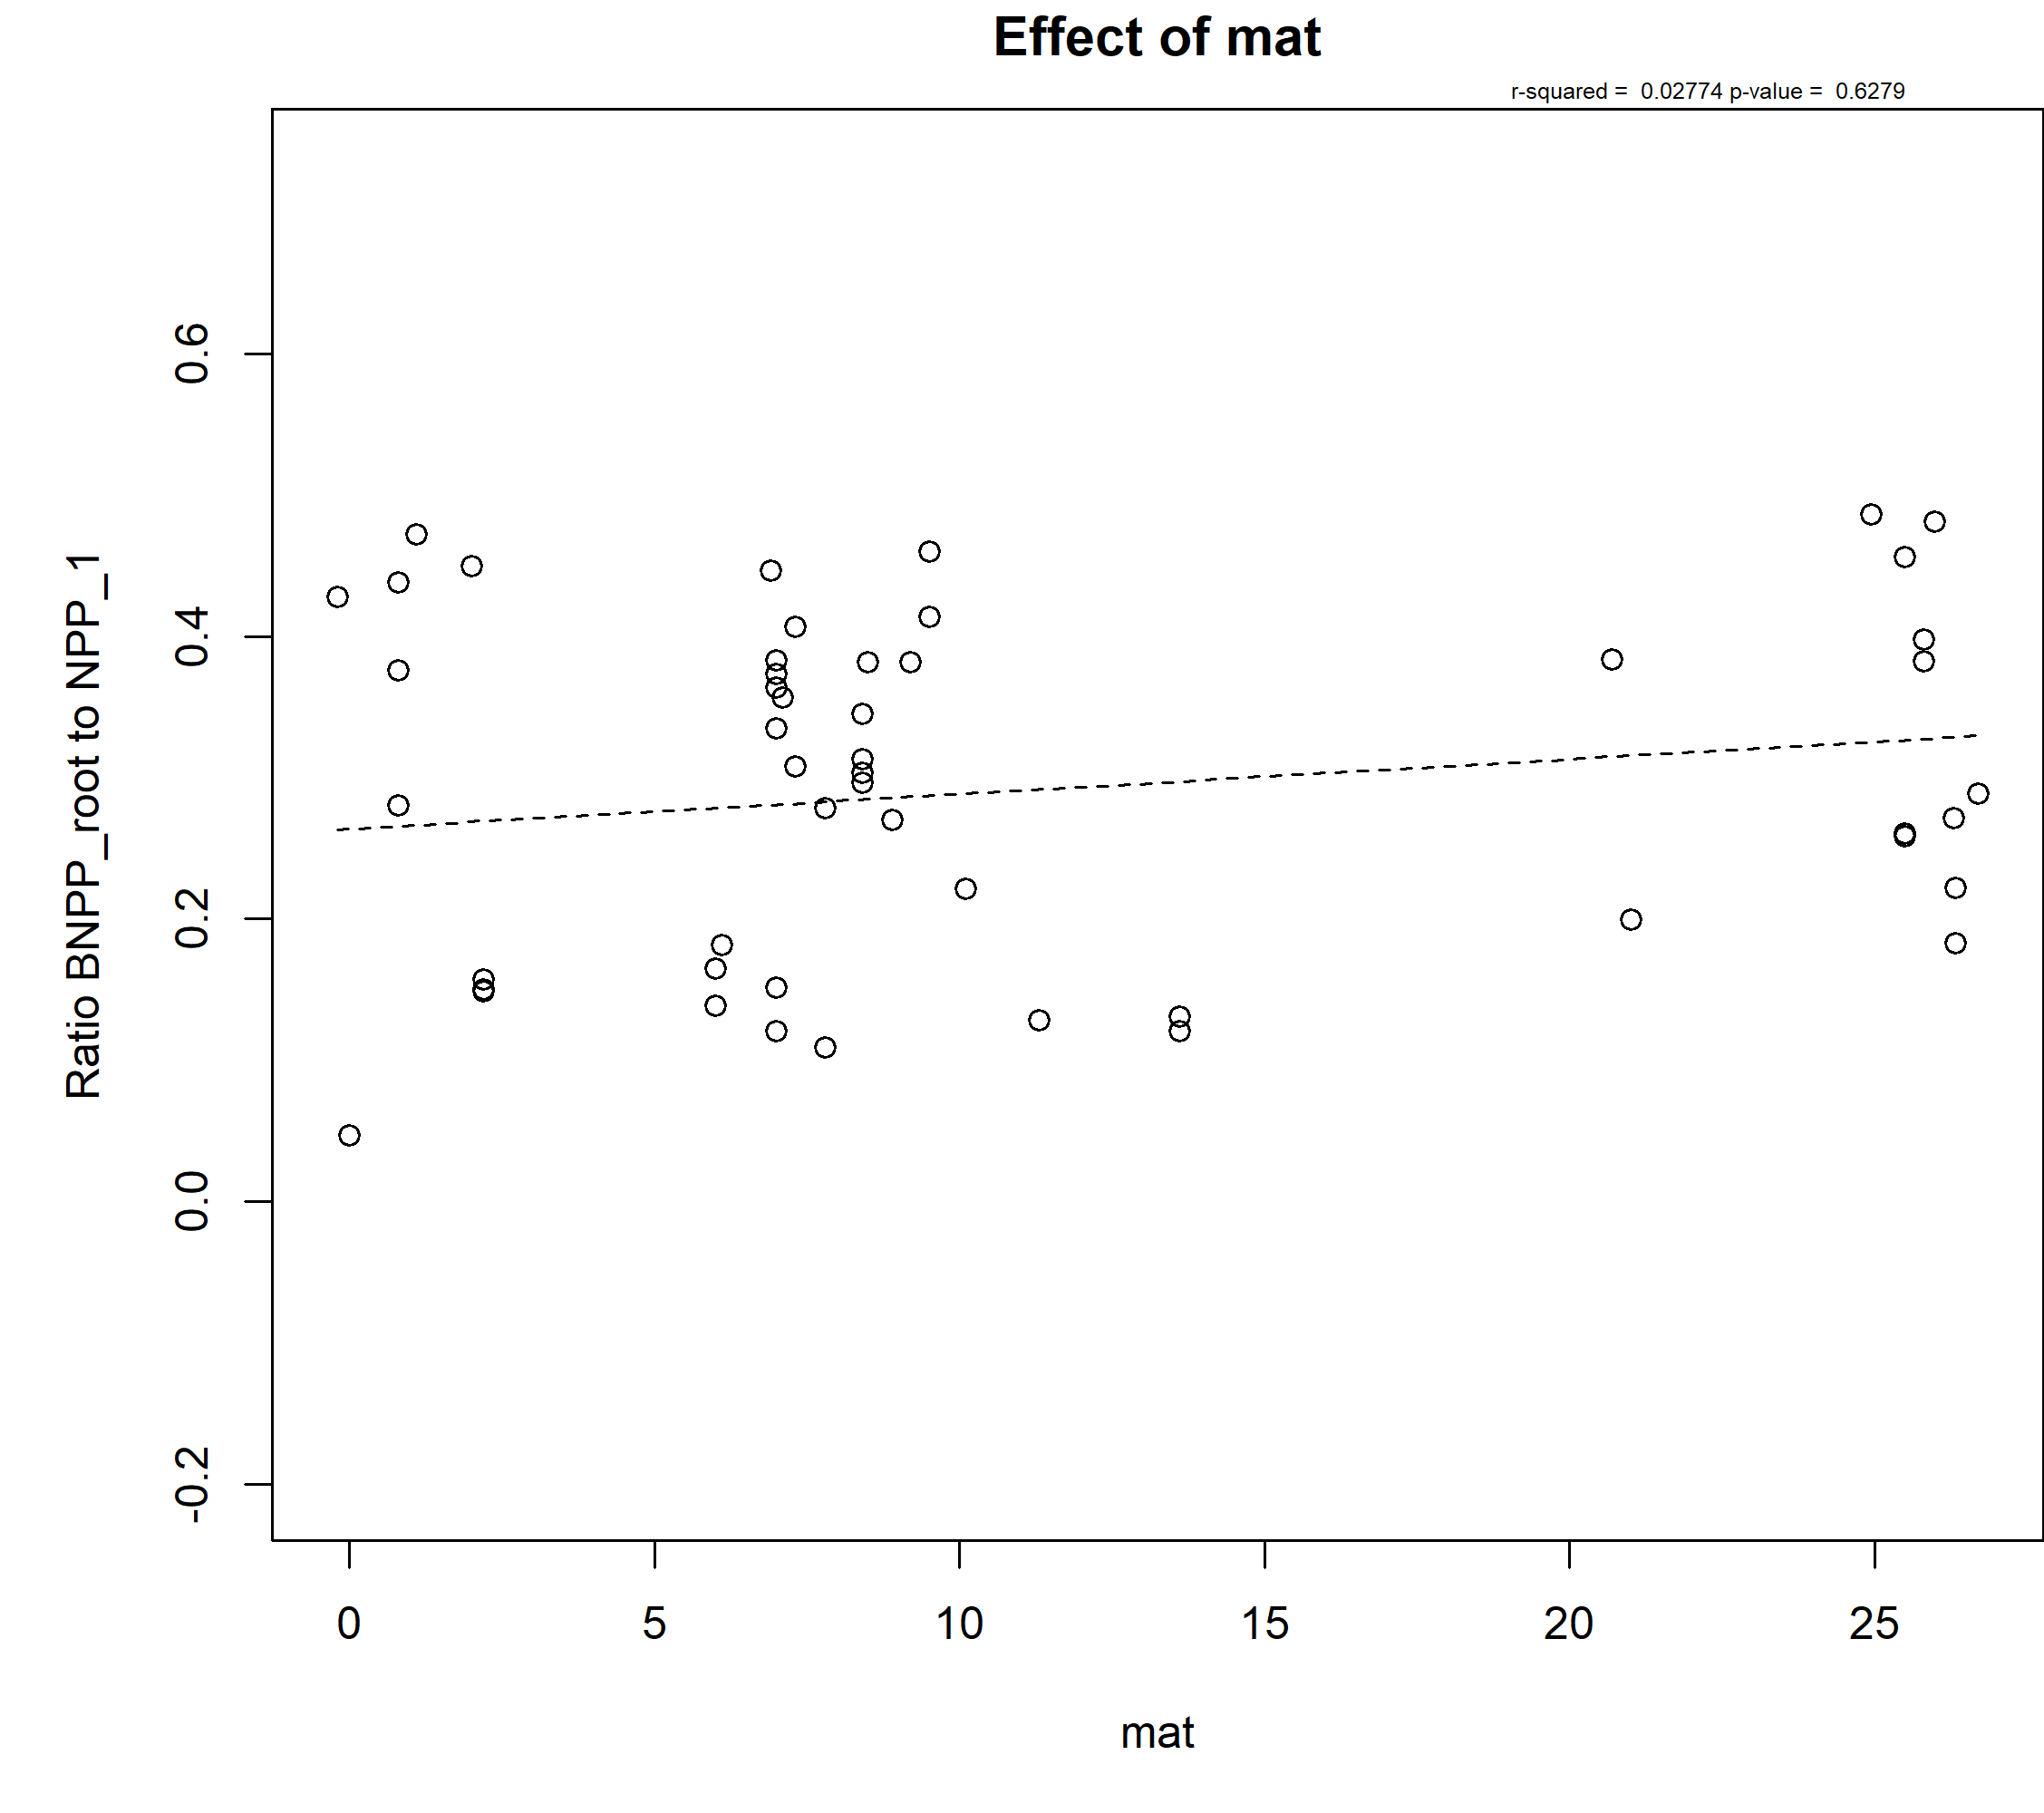 Effect of mat
r-squared =  0.02774 p-value =  0.6279
Ratio BNPP_root to NPP_1
0.6
0.4
0.2
0.0
-0.2
0 5 10 15 20 25
mat